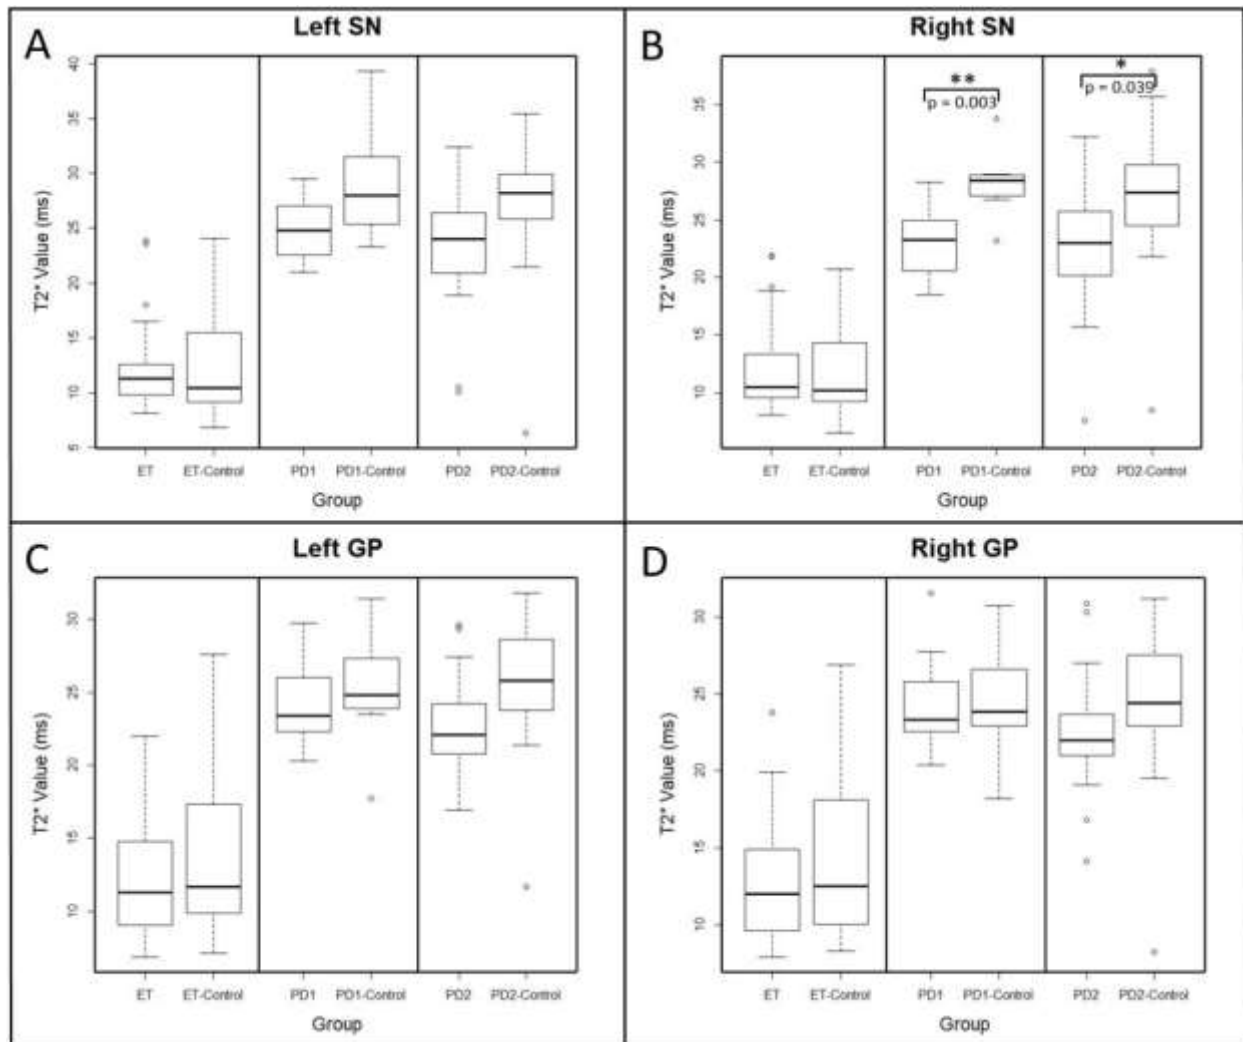 A
Left SN
T2* Value (ms)
40
35
30
25
20
15
10
5
ET
ET-Control
PD1
PD1-Control
PD2
PD2-Control
Group
B
Right SN
T2* Value (ms)
35
30
25
20
15
10
**
p = 0.003
*
p = 0.039
ET
ET-Control
PD1
PD1-Control
PD2
PD2-Control
Group
C
Left GP
T2* Value (ms)
30
25
20
15
10
ET
ET-Control
PD1
PD1-Control
PD2
PD2-Control
Group
D
Right GP
T2* Value (ms)
30
25
20
15
10
ET
ET-Control
PD1
PD1-Control
PD2
PD2-Control
Group